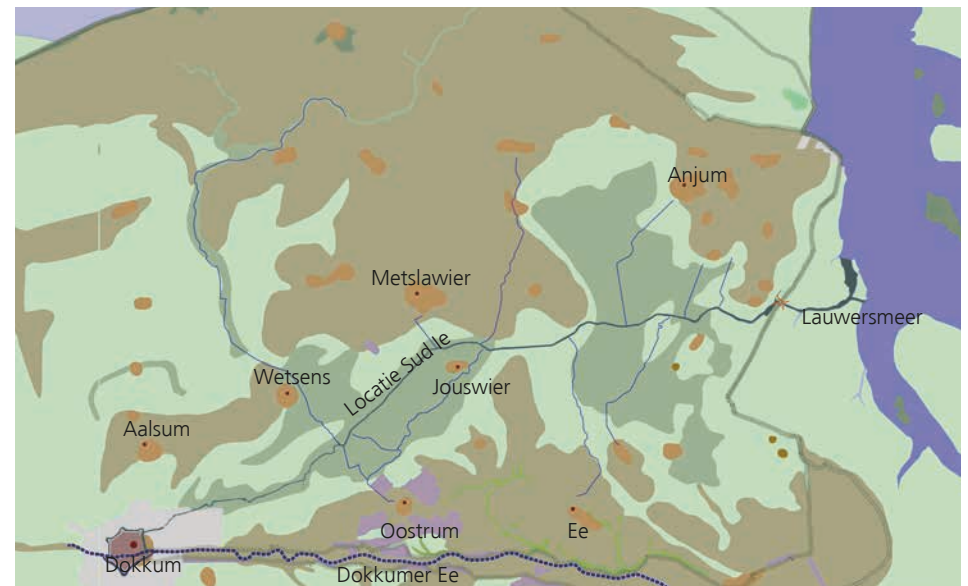 Anjum
Metslawier
Lauwersmeer
Locatie Sud Ie
Wetsens
Jouswier
Aalsum
Oostrum
Ee
Dokkum
Dokkumer Ee